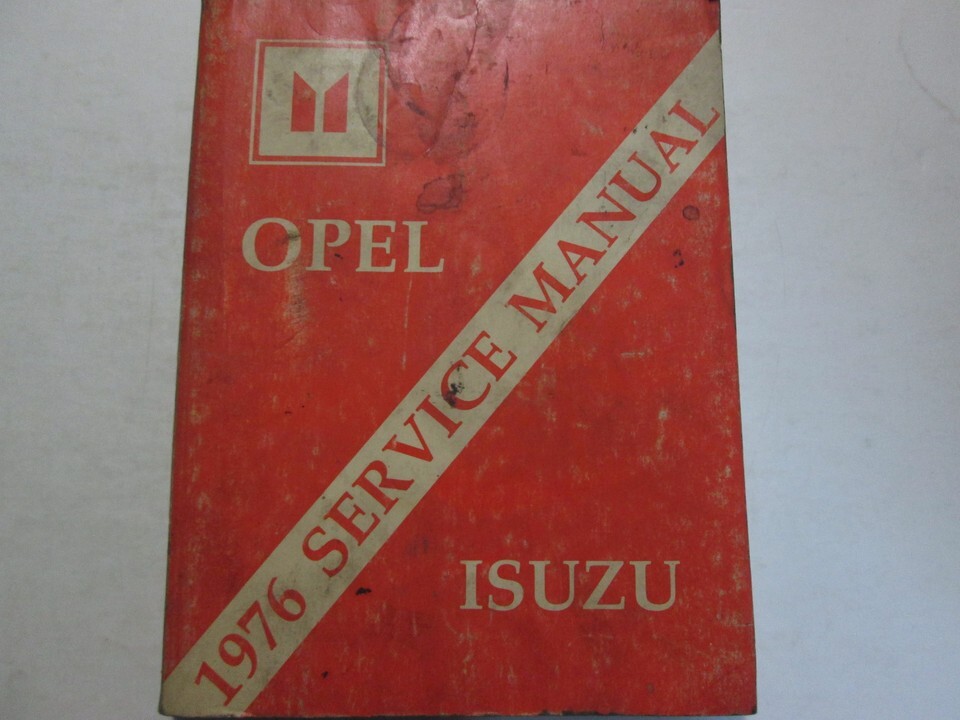 OPEL
1976 SERVICE MANUAL
ISUZU